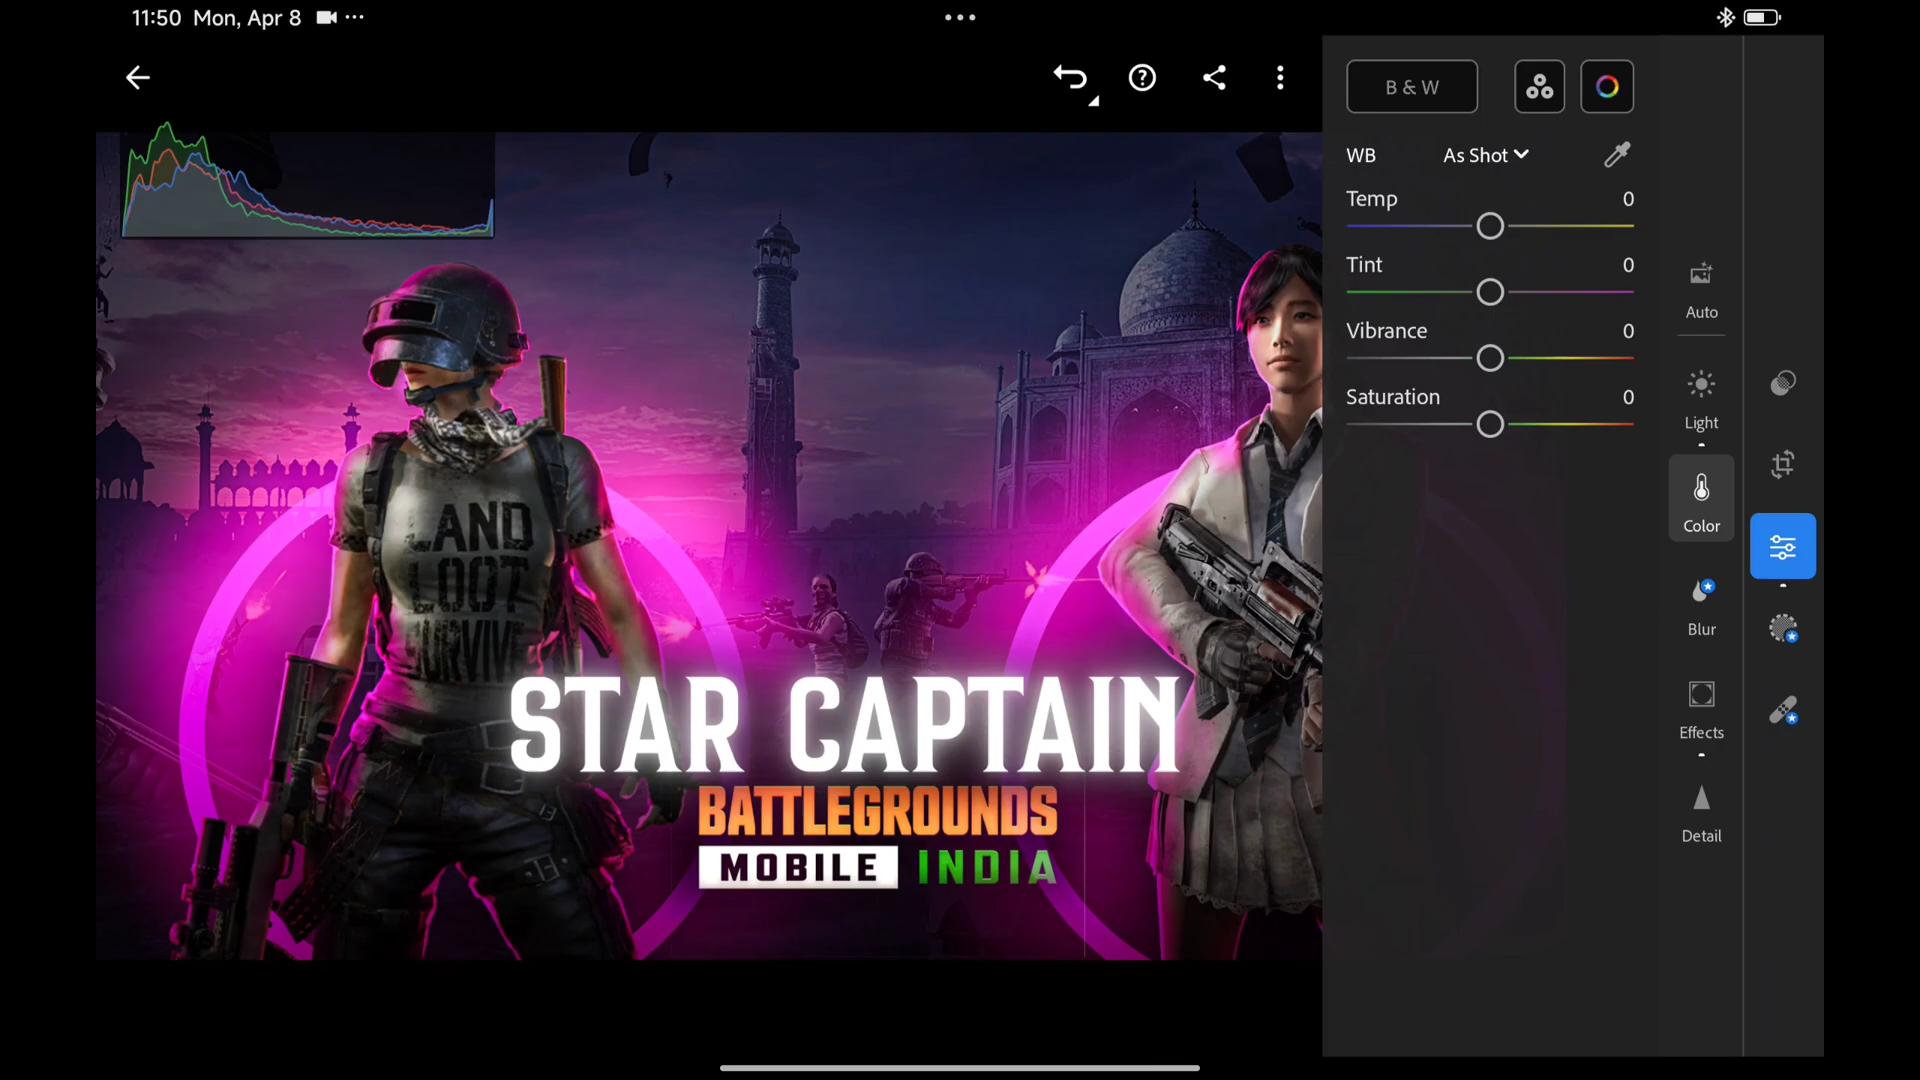 11:50 Mon, Apr 8
B & W
WB As Shot
Temp 0
Tint 0
Vibrance 0
Saturation 0
Auto
Light
Color
Blur
Effects
Detail
LAND
LOOT
STAR CAPTAIN
BATTLEGROUNDS
MOBILE INDIA